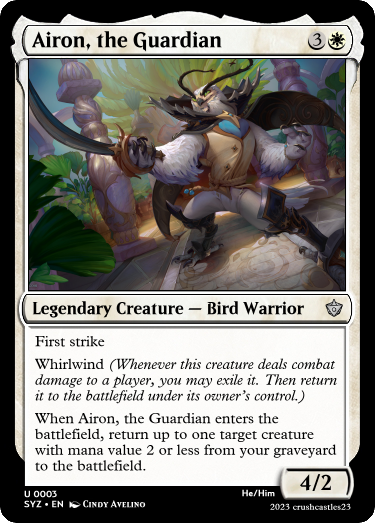 Airon, the Guardian 3
Legendary Creature — Bird Warrior
First strike
Whirlwind (Whenever this creature deals combat
damage to a player, you may exile it. Then return
it to the battlefield under its owner's control.)
When Airon, the Guardian enters the
battlefield, return up to one target creature
with mana value 2 or less from your graveyard
to the battlefield.
4/2
U 0003 He/Him
SYZ • EN Cindy Avelino 2023 crushcastles23